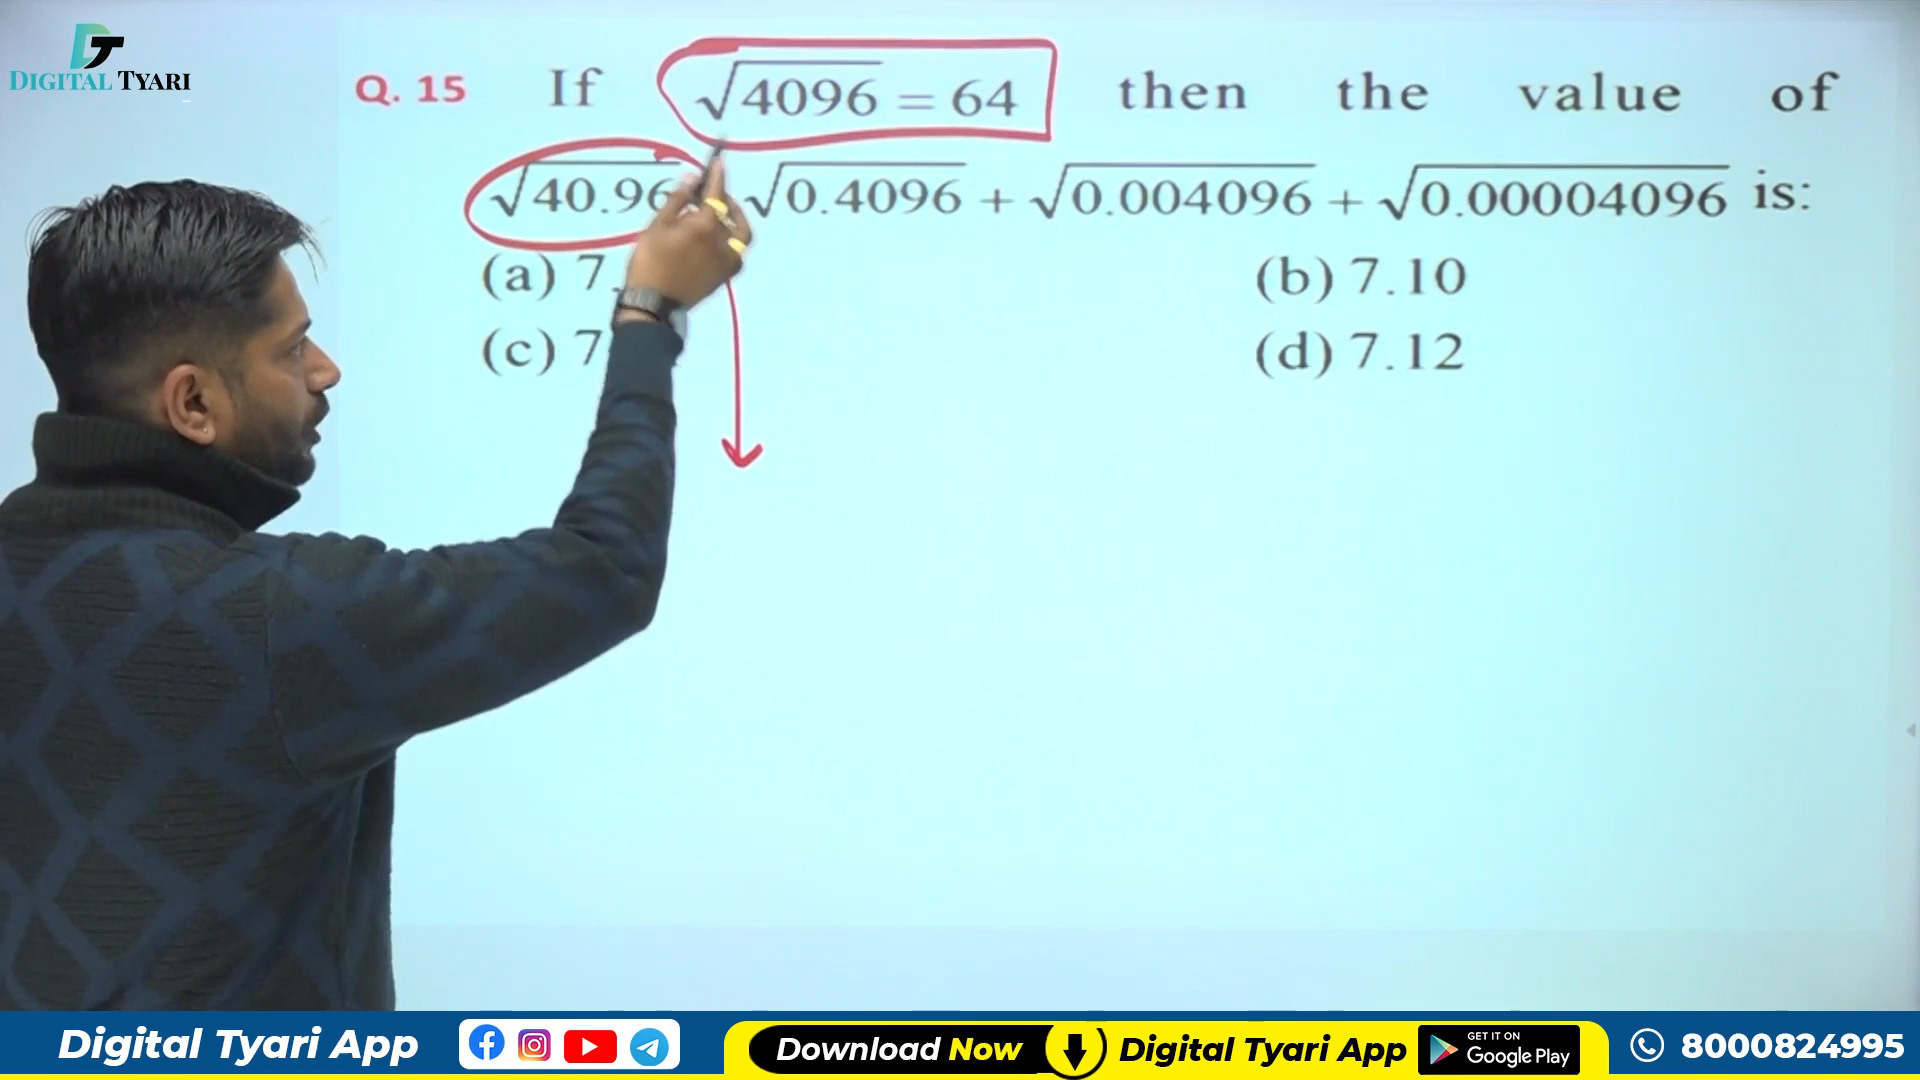 DT
DIGITAL TYARI
Q. 15 If √4096 = 64 then the value of
√40.96 √0.4096 + √0.004096 + √0.00004096 is:
(a) 7. (b) 7.10
(c) 7 (d) 7.12
Digital Tyari App Download Now Digital Tyari App GET IT ON Google Play 8000824995